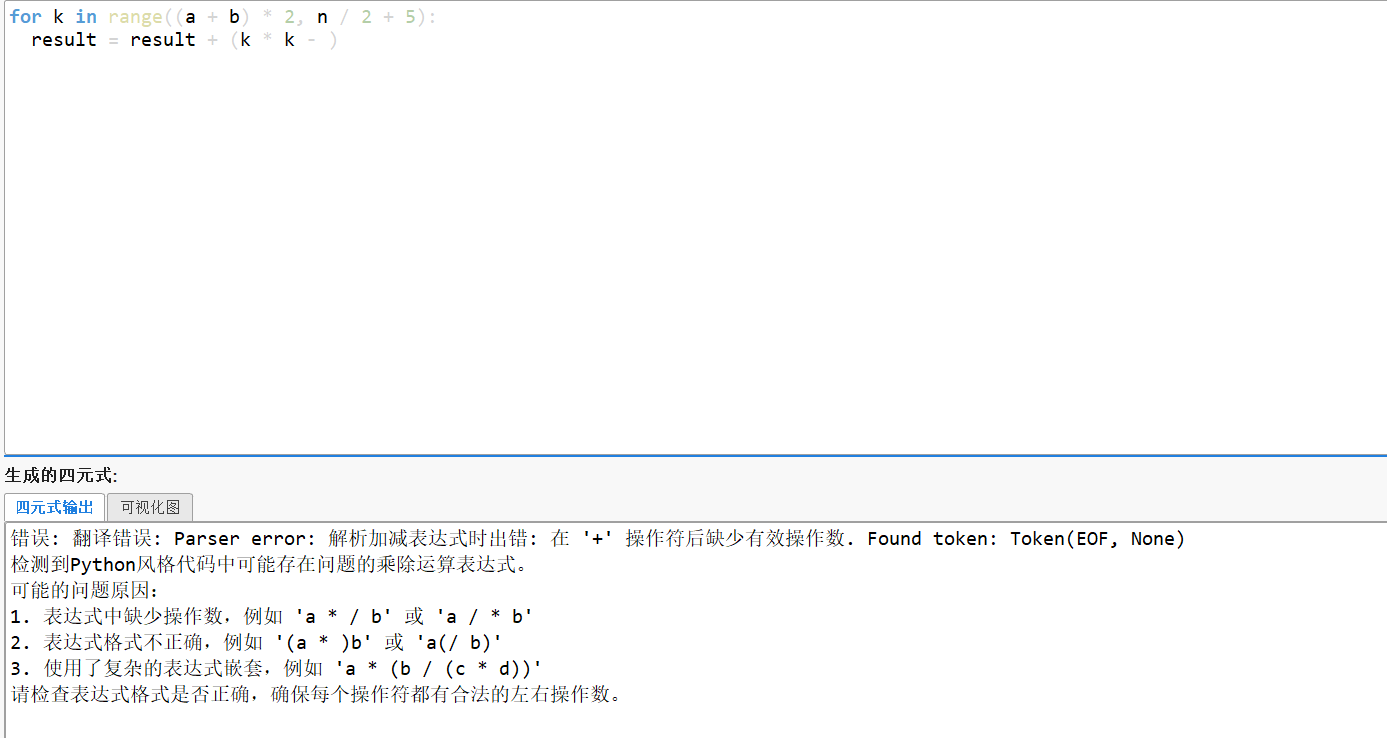 for k in range((a + b) * 2, n / 2 + 5):
  result = result + (k * k - )
生成的四元式:
四元式输出 可视化图
错误: 翻译错误: Parser error: 解析加减表达式时出错: 在 '+' 操作符后缺少有效操作数. Found token: Token(EOF, None)
检测到Python风格代码中可能存在问题的乘除运算表达式。
可能的问题原因:
1. 表达式中缺少操作数，例如 'a * / b' 或 'a / * b'
2. 表达式格式不正确，例如 '(a * )b' 或 'a(/ b)'
3. 使用了复杂的表达式嵌套，例如 'a * (b / (c * d))'
请检查表达式格式是否正确，确保每个操作符都有合法的左右操作数。